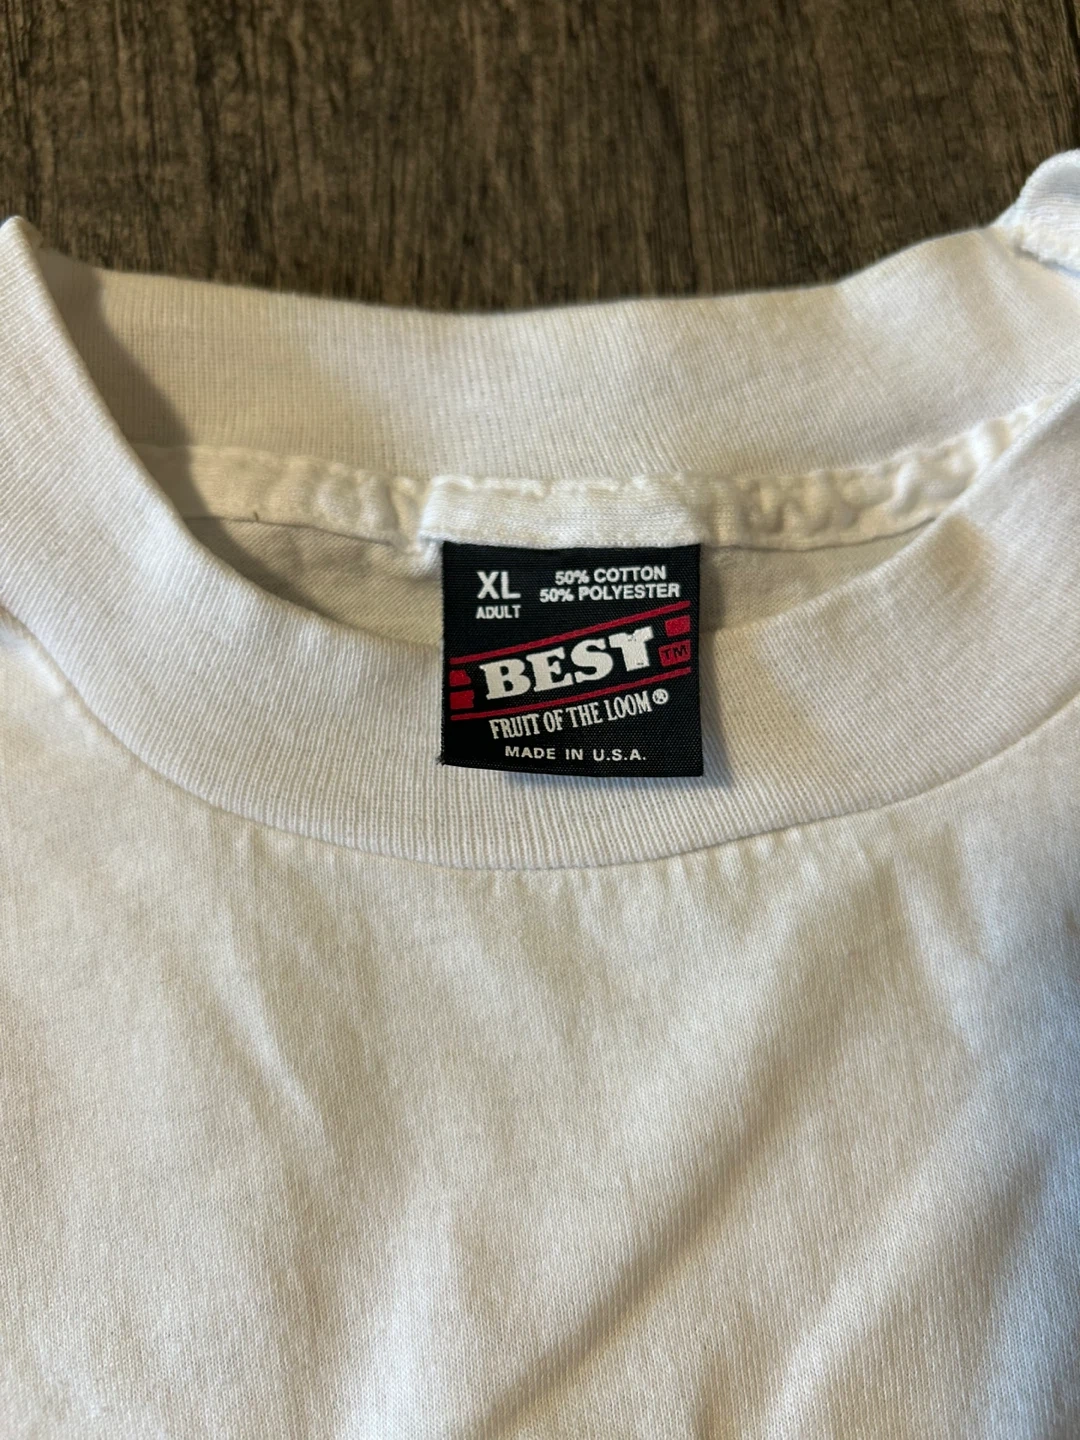 XL
ADULT
50% COTTON
50% POLYESTER
BEST TM
FRUIT OF THE LOOM®
MADE IN U.S.A.